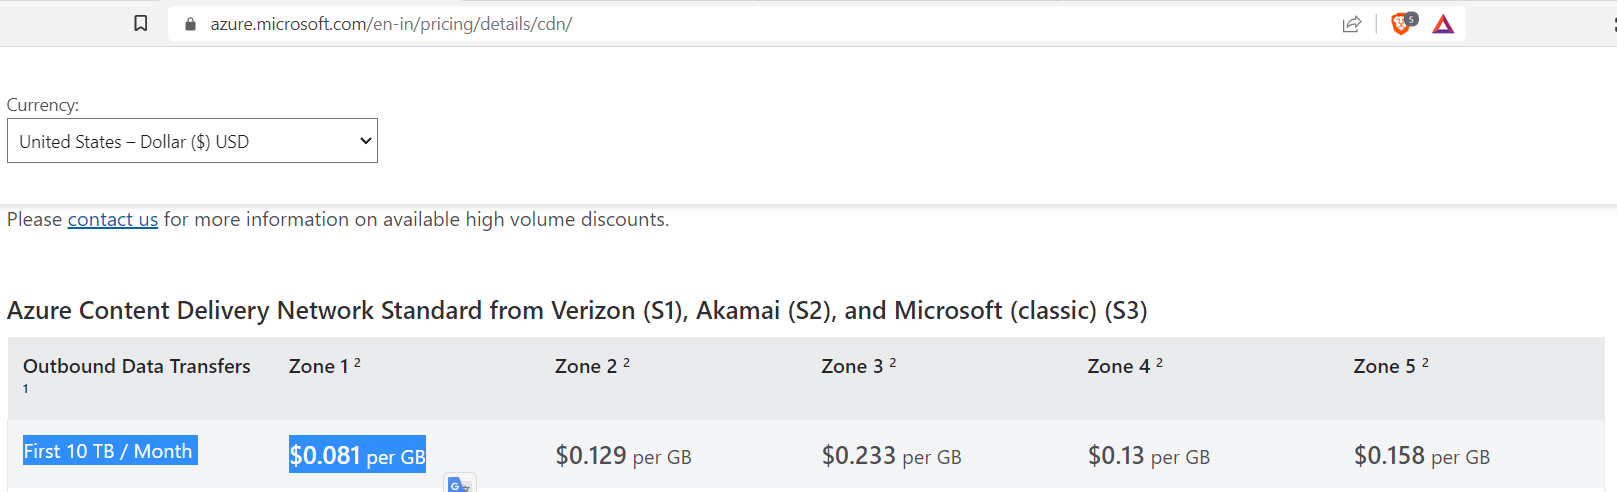 azure.microsoft.com/en-in/pricing/details/cdn/
5
Currency:
United States – Dollar ($) USD
Please contact us for more information on available high volume discounts.
Azure Content Delivery Network Standard from Verizon (S1), Akamai (S2), and Microsoft (classic) (S3)
Outbound Data Transfers 1 Zone 1 2 Zone 2 2 Zone 3 2 Zone 4 2 Zone 5 2
First 10 TB / Month $0.081 per GB $0.129 per GB $0.233 per GB $0.13 per GB $0.158 per GB
G